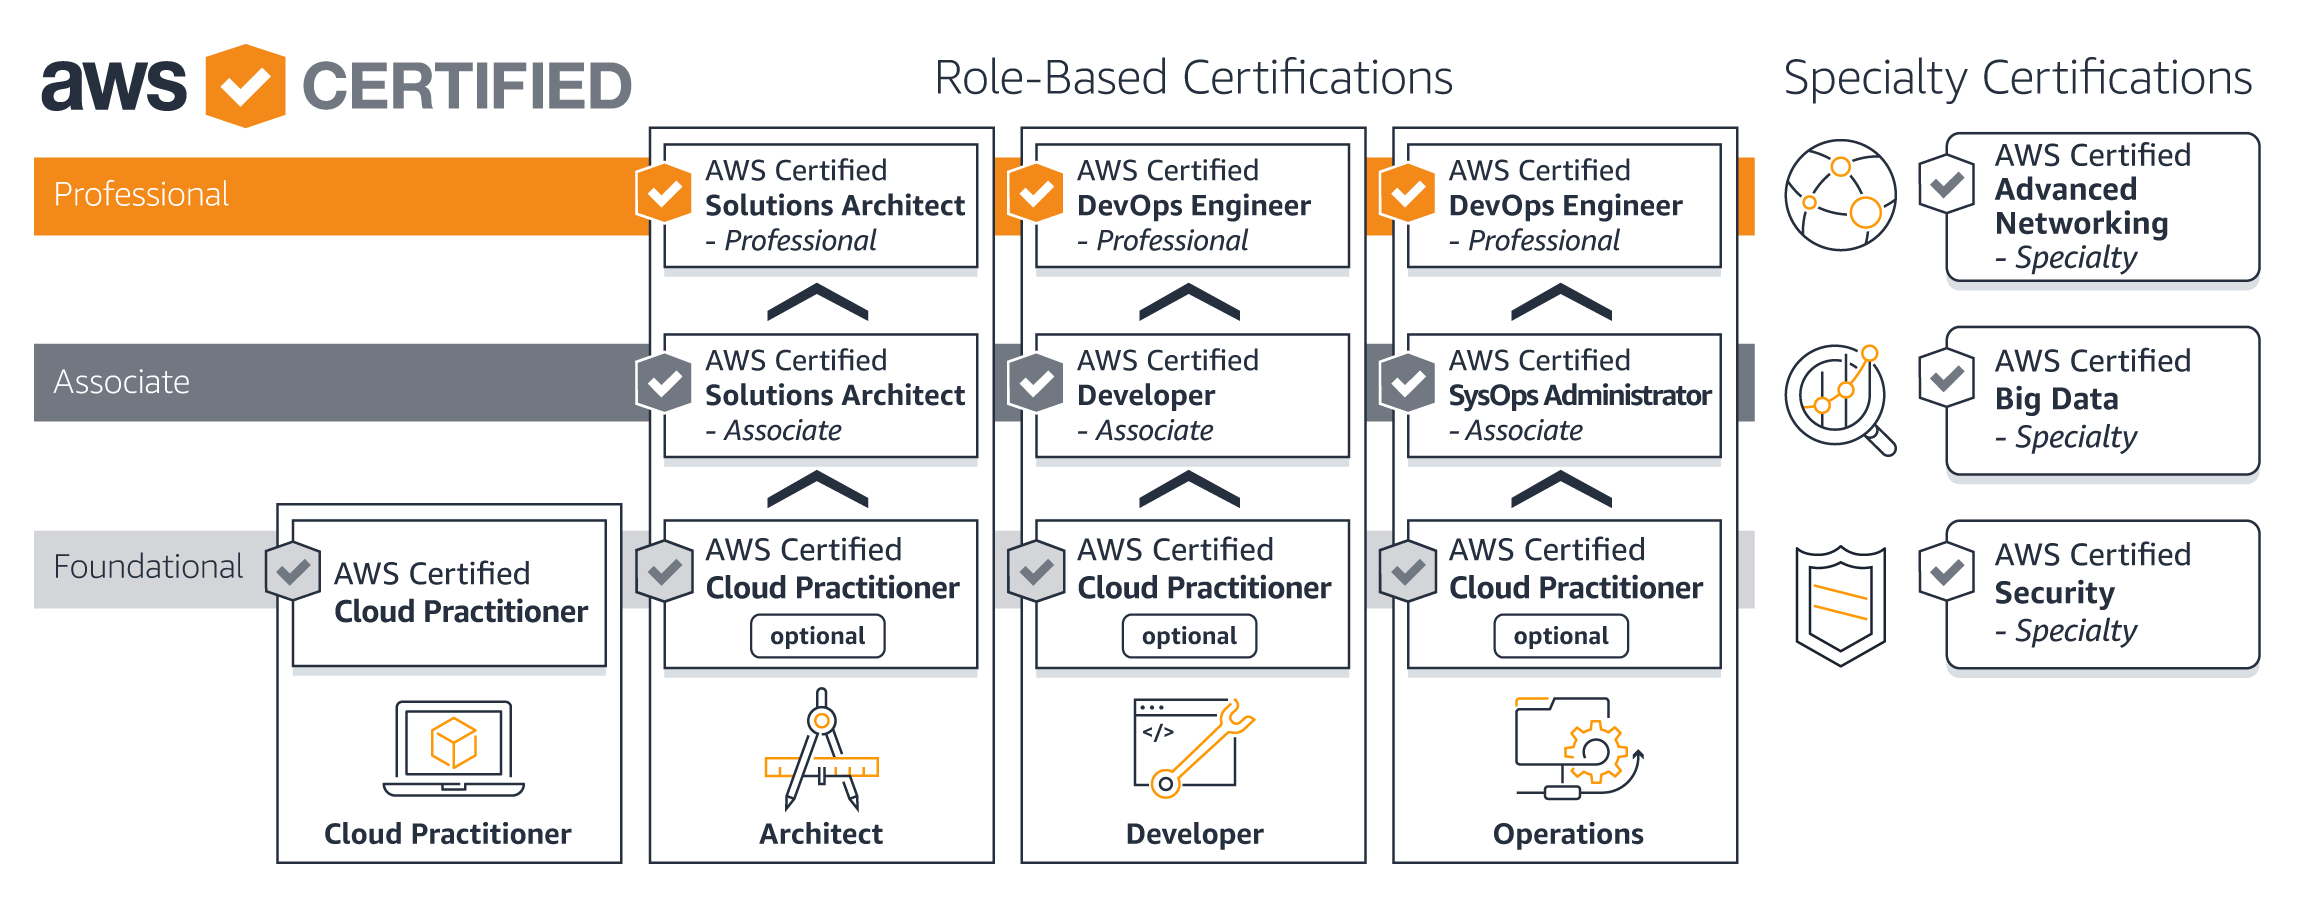 aws CERTIFIED
Role-Based Certifications
Specialty Certifications
Professional
AWS Certified
Solutions Architect
- Professional
AWS Certified
DevOps Engineer
- Professional
AWS Certified
DevOps Engineer
- Professional
AWS Certified
Advanced
Networking
- Specialty
Associate
AWS Certified
Solutions Architect
- Associate
AWS Certified
Developer
- Associate
AWS Certified
SysOps Administrator
- Associate
AWS Certified
Big Data
- Specialty
Foundational
AWS Certified
Cloud Practitioner
AWS Certified
Cloud Practitioner
optional
AWS Certified
Cloud Practitioner
optional
AWS Certified
Cloud Practitioner
optional
AWS Certified
Security
- Specialty
</>
Cloud Practitioner
Architect
Developer
Operations